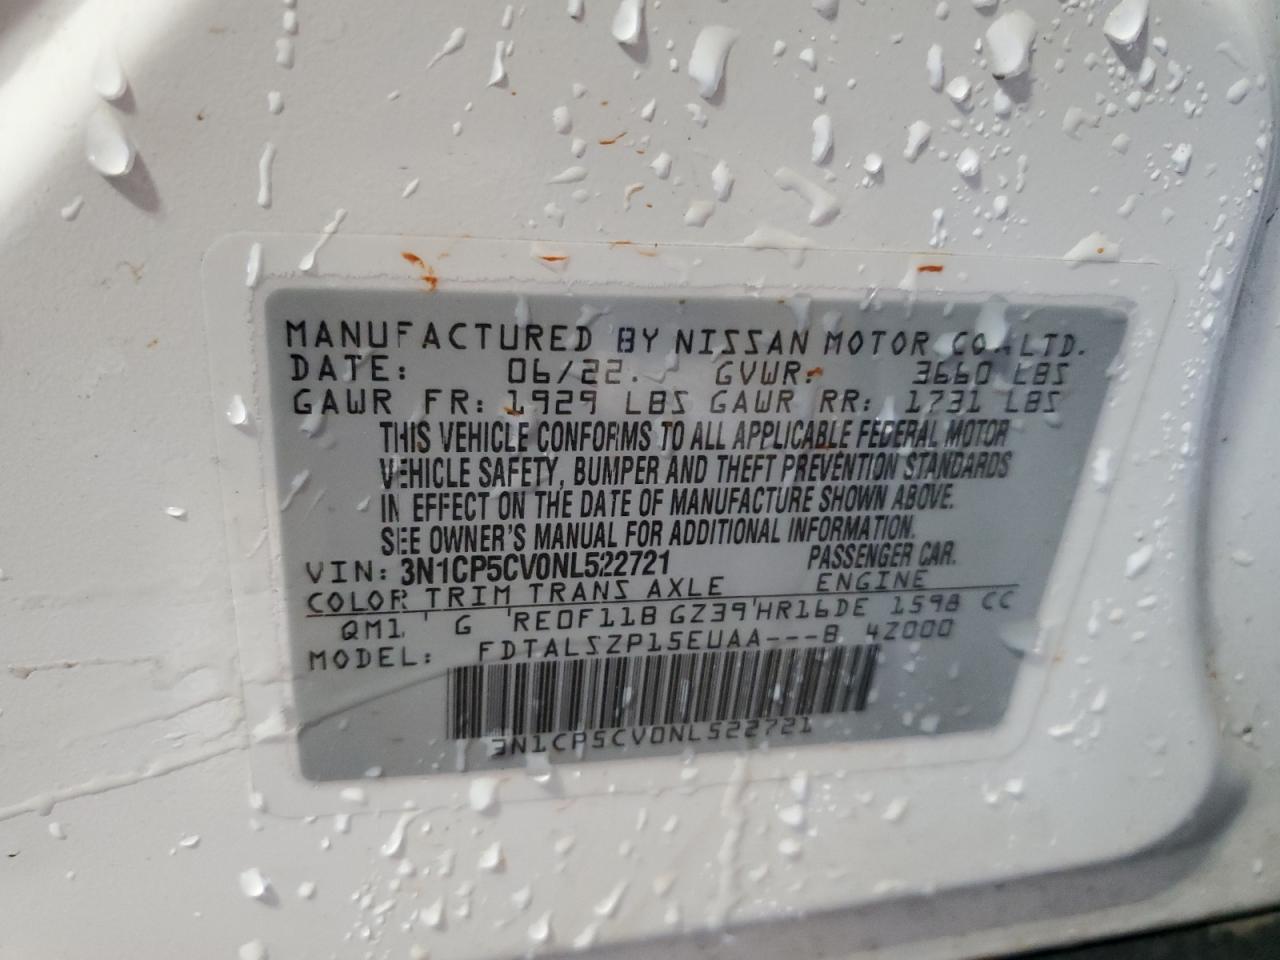 MANUFACTURED BY NISSAN MOTOR CO., LTD.
DATE: 06/22. GVWR: 3660 LBS
GAWR FR: 1929 LBS GAWR RR: 1731 LBS
THIS VEHICLE CONFORMS TO ALL APPLICABLE FEDERAL MOTOR
VEHICLE SAFETY, BUMPER AND THEFT PREVENTION STANDARDS
IN EFFECT ON THE DATE OF MANUFACTURE SHOWN ABOVE.
SEE OWNER'S MANUAL FOR ADDITIONAL INFORMATION.
VIN: 3N1CP5CV0NL522721 PASSENGER CAR.
COLOR TRIM TRANS AXLE ENGINE
QM1 G RE0F11B GZ39 HR16DE 1598 CC
MODEL: FDTALSZP15EUAA---B 42000
3N1CP5CV0NL522721